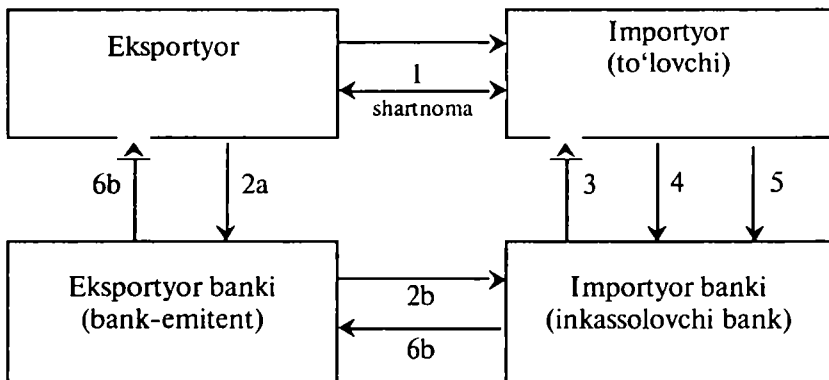 Eksportyor
Importyor
(to‘lovchi)
1
shartnoma
6b
2a
3
4
5
Eksportyor banki
(bank-emitent)
2b
6b
Importyor banki
(inkassolovchi bank)